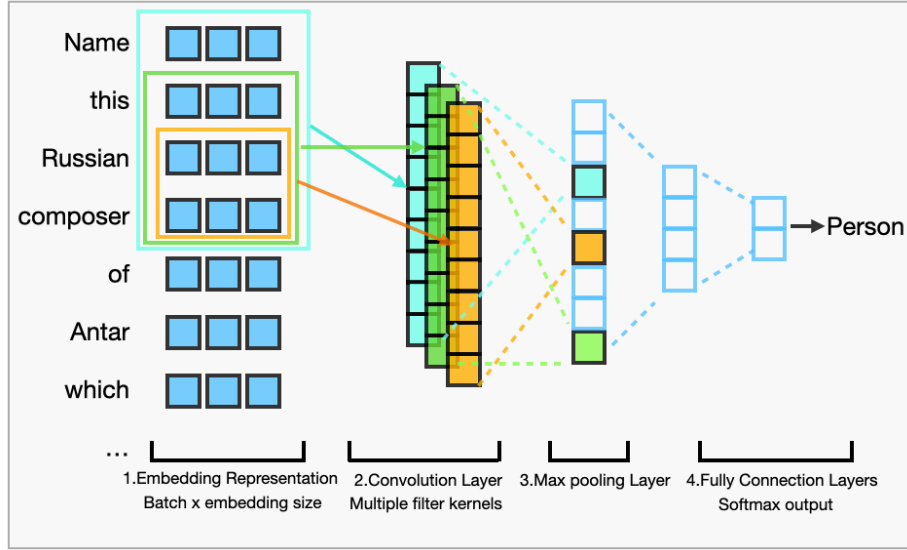 Name
this
Russian
composer
of
Antar
which
...
Person
1.Embedding Representation
Batch x embedding size
2.Convolution Layer
Multiple filter kernels
3.Max pooling Layer
4.Fully Connection Layers
Softmax output